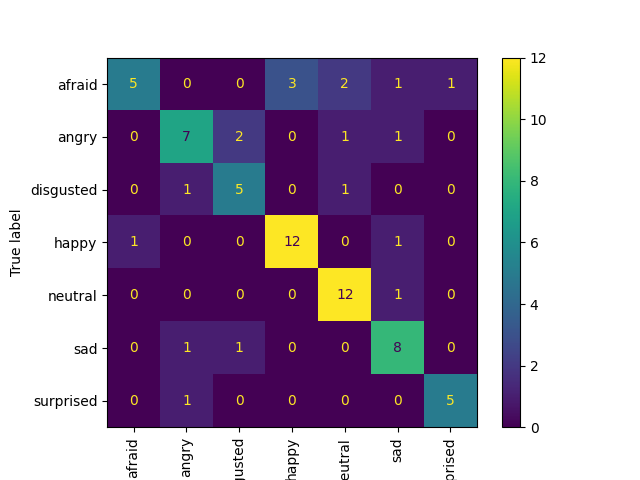 afraid 5 0 0 3 2 1 1
angry 0 7 2 0 1 1 0
disgusted 0 1 5 0 1 0 0
happy 1 0 0 12 0 1 0
neutral 0 0 0 0 12 1 0
sad 0 1 1 0 0 8 0
surprised 0 1 0 0 0 0 5
True label
afraid angry gusted happy eutral sad prised
12
10
8
6
4
2
0